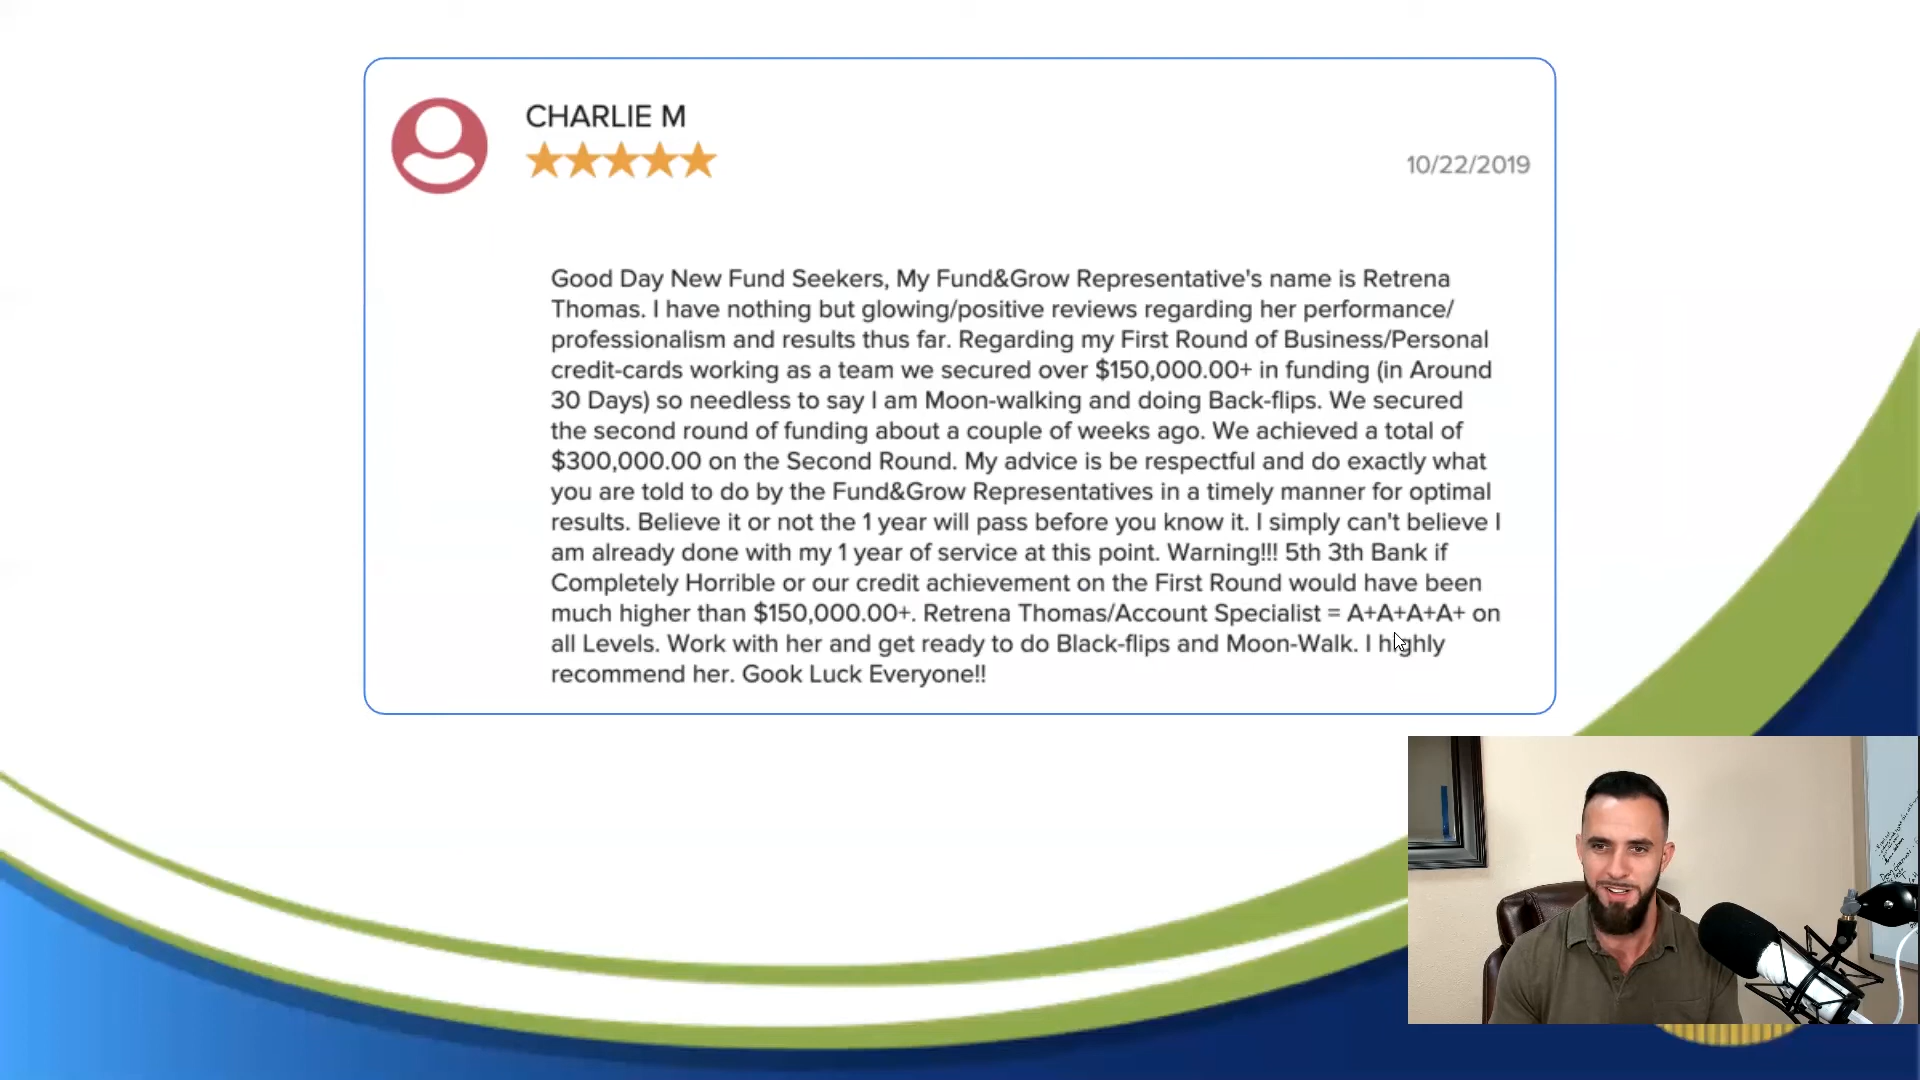 CHARLIE M
10/22/2019
Good Day New Fund Seekers, My Fund&Grow Representative's name is Retrena
Thomas. I have nothing but glowing/positive reviews regarding her performance/
professionalism and results thus far. Regarding my First Round of Business/Personal
credit-cards working as a team we secured over $150,000.00+ in funding (in Around
30 Days) so needless to say I am Moon-walking and doing Back-flips. We secured
the second round of funding about a couple of weeks ago. We achieved a total of
$300,000.00 on the Second Round. My advice is be respectful and do exactly what
you are told to do by the Fund&Grow Representatives in a timely manner for optimal
results. Believe it or not the 1 year will pass before you know it. I simply can't believe I
am already done with my 1 year of service at this point. Warning!!! 5th 3th Bank if
Completely Horrible or our credit achievement on the First Round would have been
much higher than $150,000.00+. Retrena Thomas/Account Specialist = A+A+A+A+ on
all Levels. Work with her and get ready to do Black-flips and Moon-Walk. I highly
recommend her. Gook Luck Everyone!!